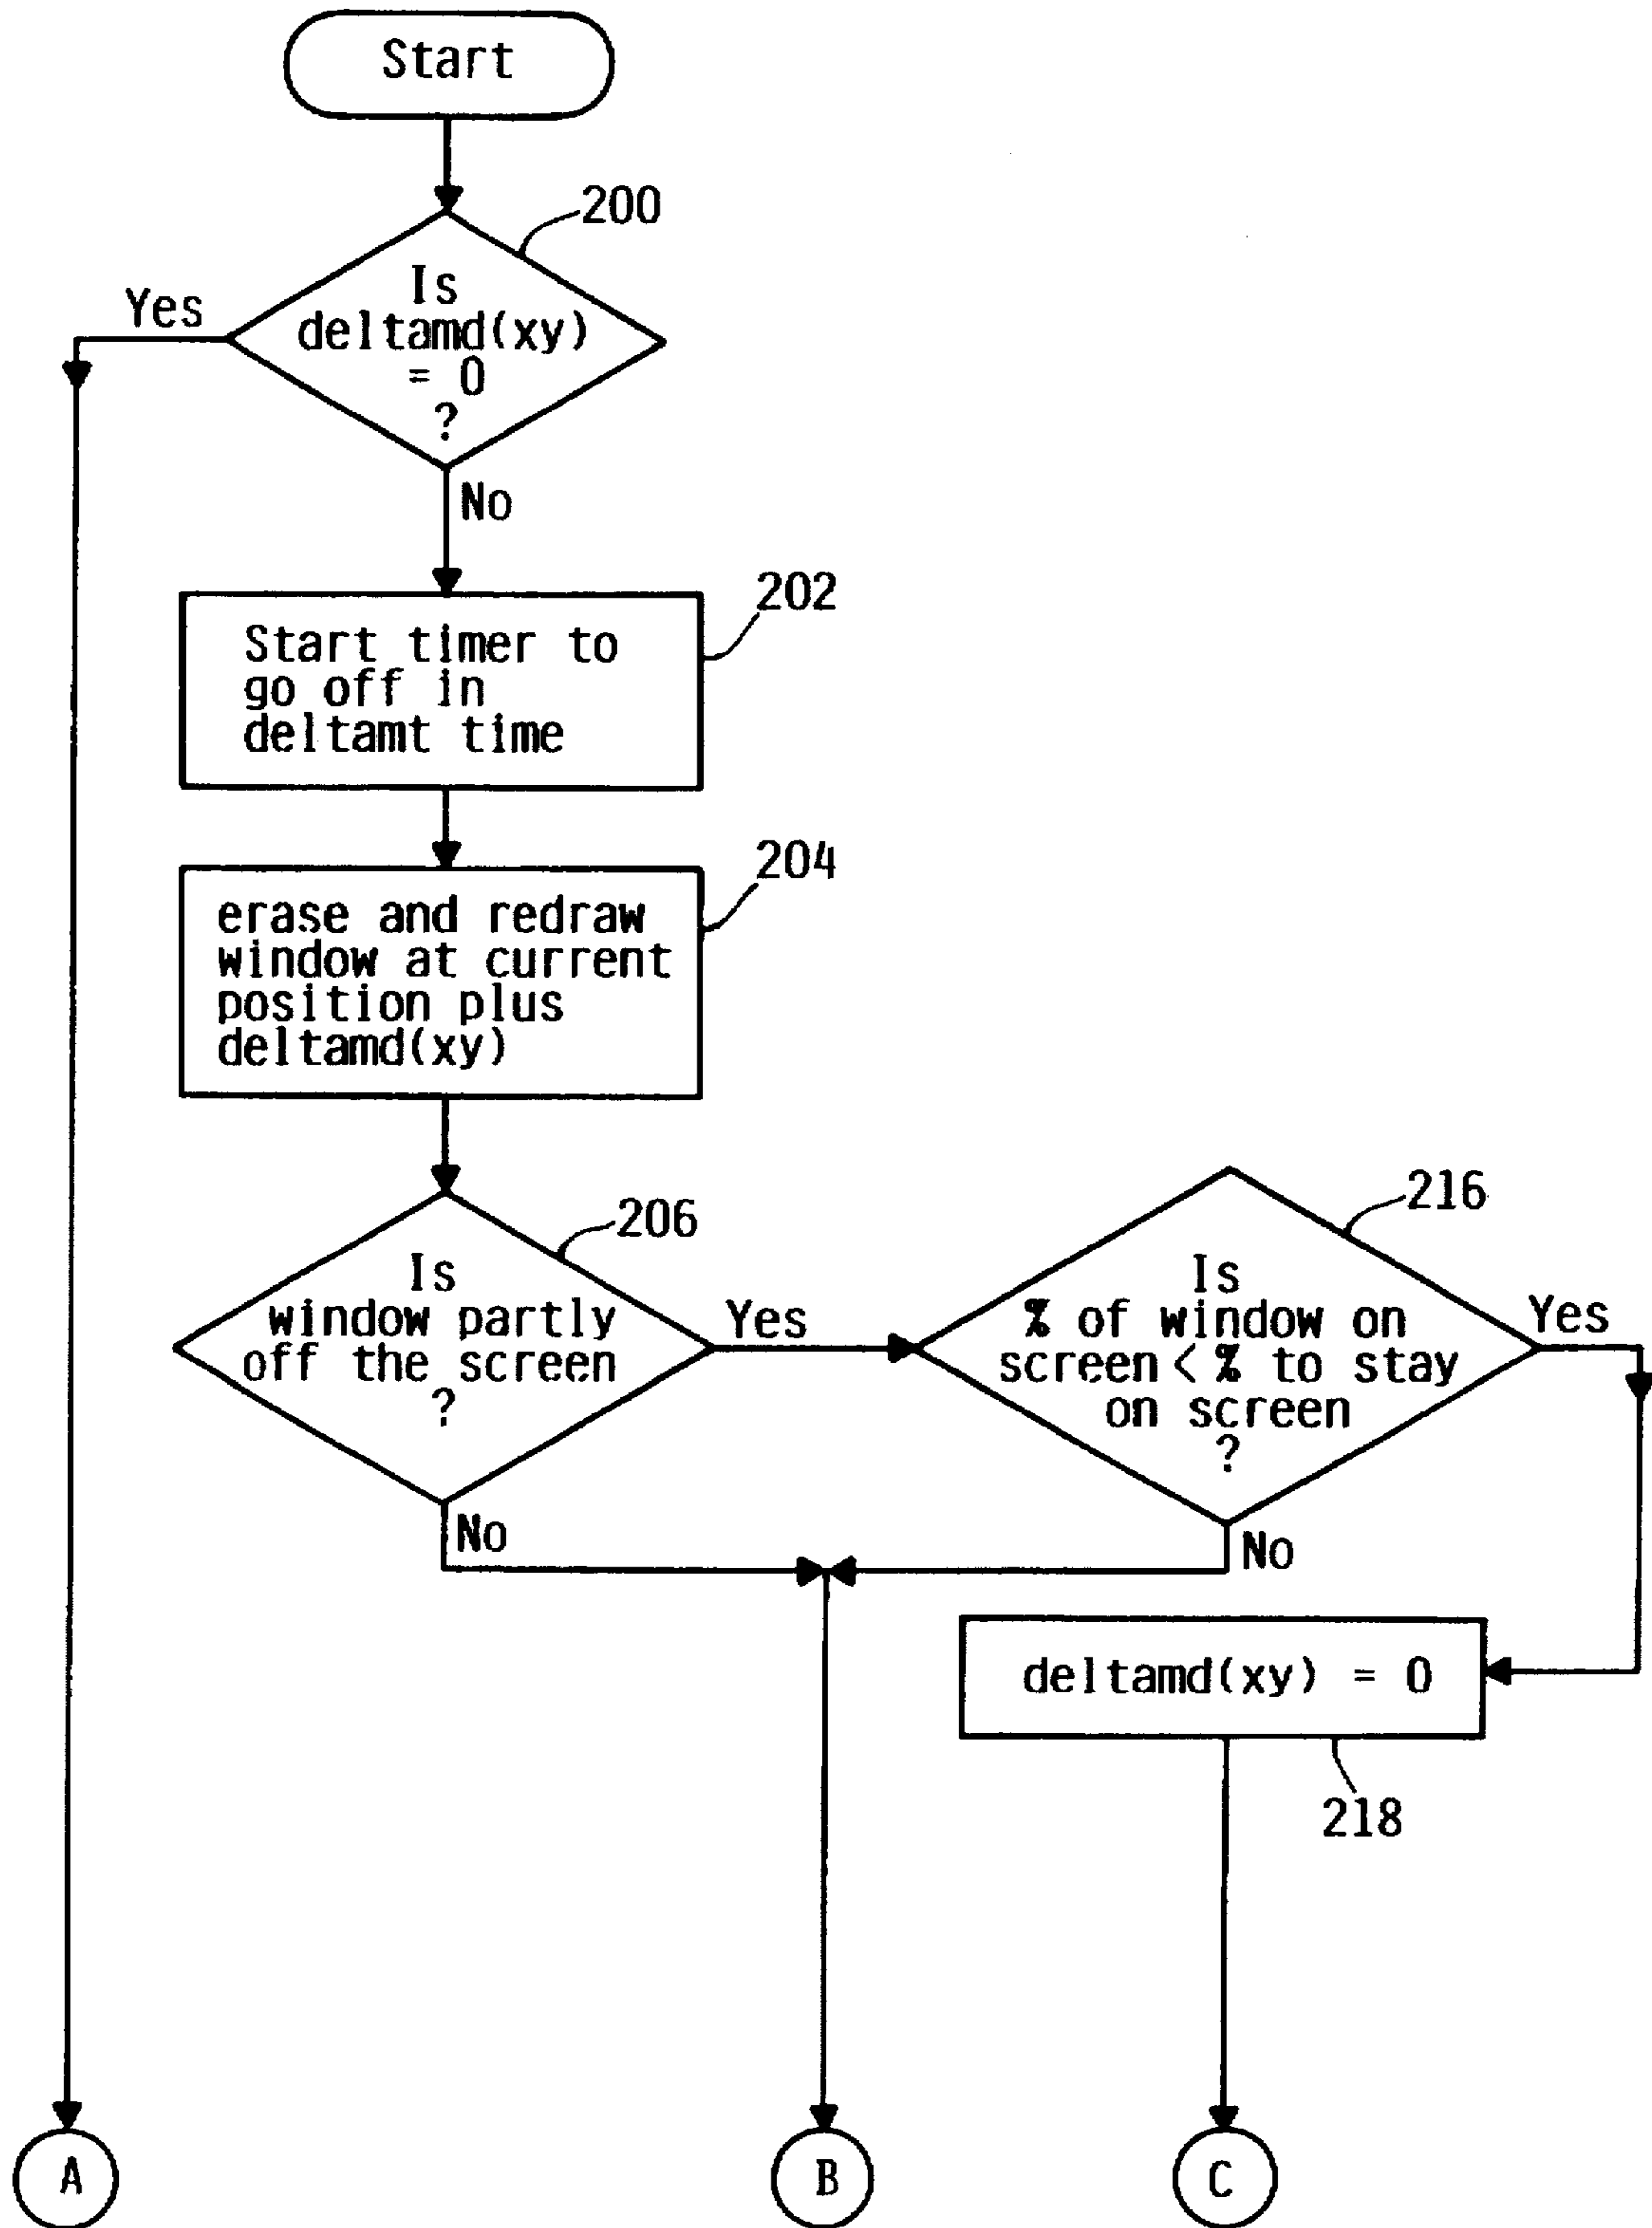 Start
200
Is
deltamd(xy)
= 0
?
Yes
No
202
Start timer to
go off in
deltamt time
204
erase and redraw
window at current
position plus
deltamd(xy)
206
Is
window partly
off the screen
?
Yes
No
216
Is
% of window on
screen < % to stay
on screen
?
Yes
No
deltamd(xy) = 0
218
A
B
C